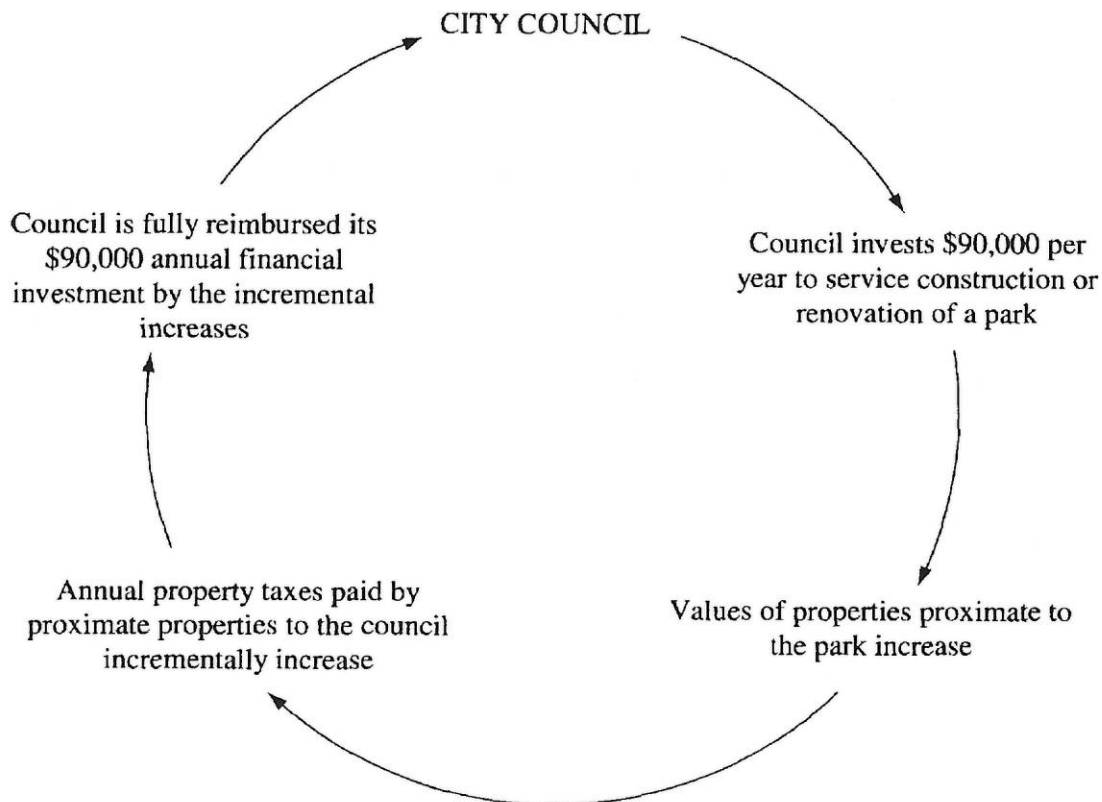 CITY COUNCIL
Council invests $90,000 per
year to service construction or
renovation of a park
Values of properties proximate to
the park increase
Annual property taxes paid by
proximate properties to the council
incrementally increase
Council is fully reimbursed its
$90,000 annual financial
investment by the incremental
increases